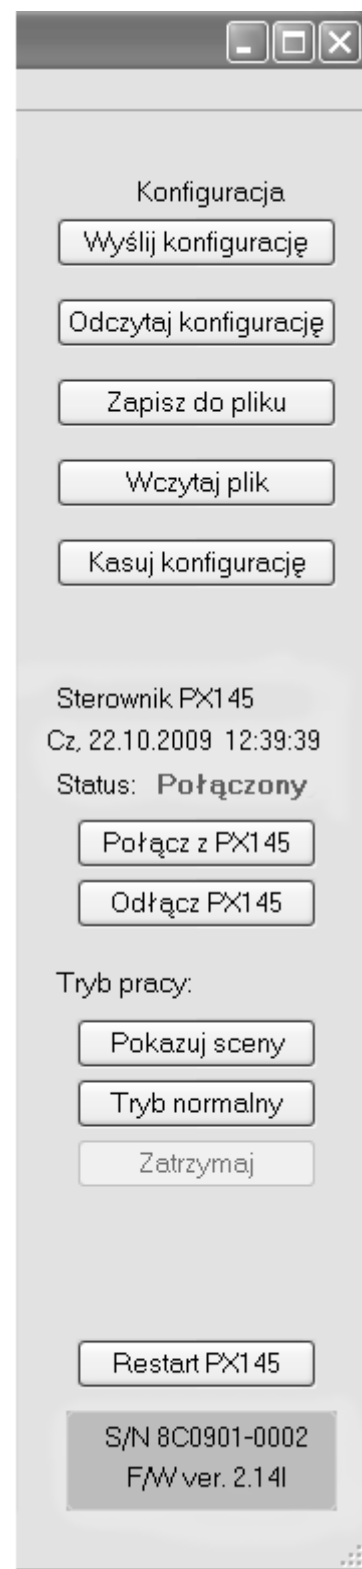 Konfiguracja
Wyślij konfigurację
Odczytaj konfigurację
Zapisz do pliku
Wczytaj plik
Kasuj konfigurację
Sterownik PX145
Cz, 22.10.2009 12:39:39
Status: Połączony
Połącz z PX145
Odłącz PX145
Tryb pracy:
Pokazuj sceny
Tryb normalny
Zatrzymaj
Restart PX145
S/N 8C0901-0002
F/W ver. 2.14l